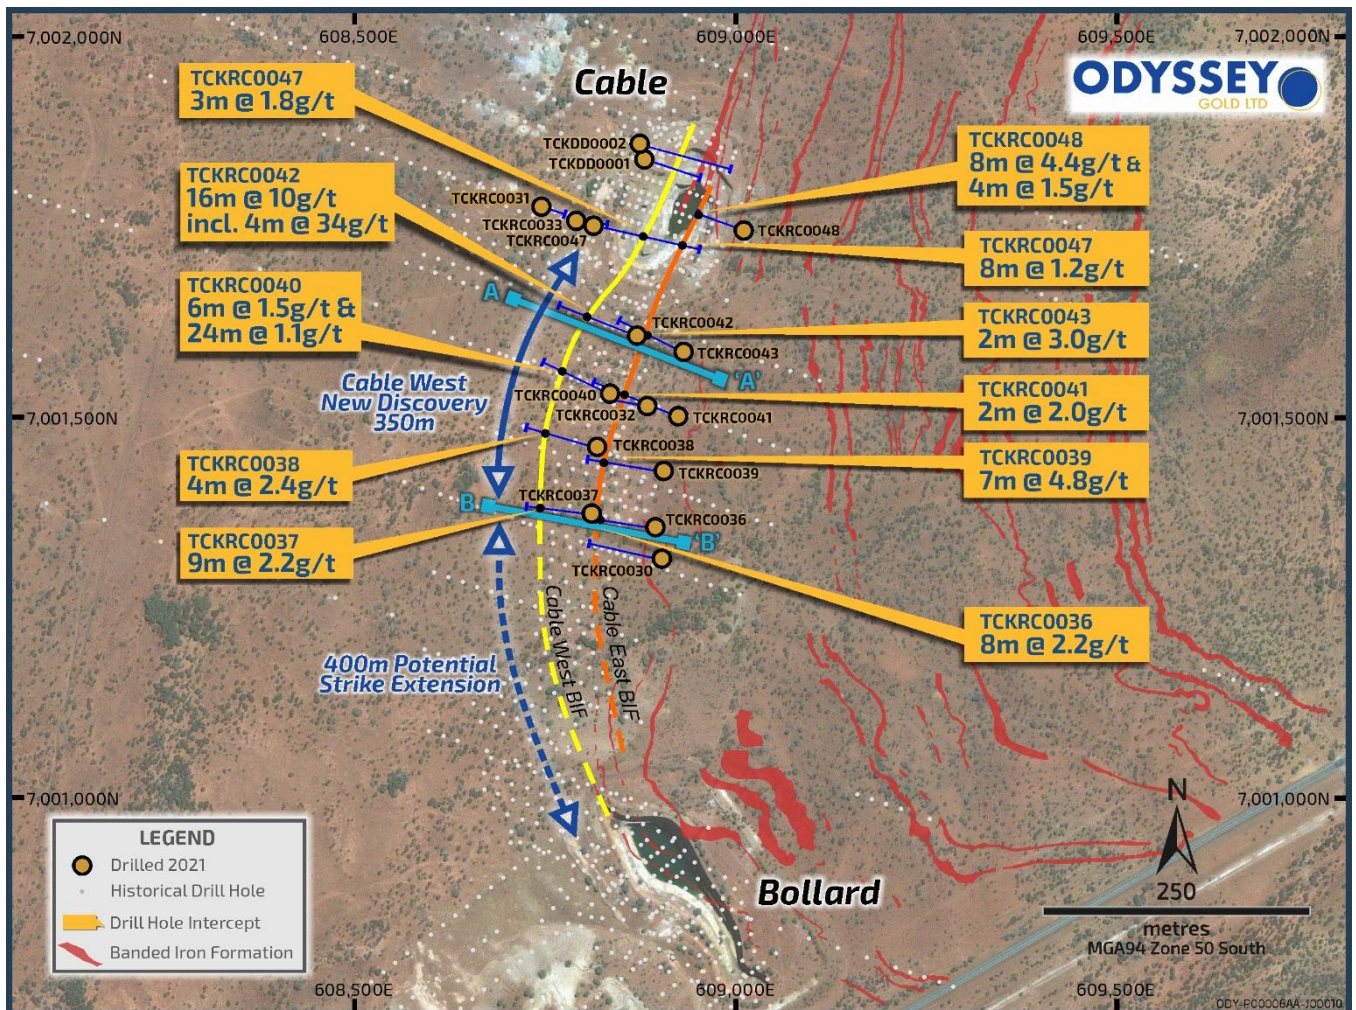 7,002,000N
608,500E
609,000E
609,500E
7,002,000N
ODYSSEY
GOLD LTD
Cable
TCKRC0047
3m @ 1.8g/t
TCKRC0042
16m @ 10g/t
incl. 4m @ 34g/t
TCKRC0040
6m @ 1.5g/t &
24m @ 1.1g/t
TCKRC0038
4m @ 2.4g/t
TCKRC0037
9m @ 2.2g/t
TCKRC0048
8m @ 4.4g/t &
4m @ 1.5g/t
TCKRC0047
8m @ 1.2g/t
TCKRC0043
2m @ 3.0g/t
TCKRC0041
2m @ 2.0g/t
TCKRC0039
7m @ 4.8g/t
TCKRC0036
8m @ 2.2g/t
TCKDD0002
TCKDD0001
TCKRC0031
TCKRC0033
TCKRC0047
TCKRC0048
A
TCKRC0042
TCKRC0043
'A'
TCKRC0040
TCKRC0032
TCKRC0041
TCKRC0038
TCKRC0039
B
TCKRC0037
TCKRC0036
'B'
TCKRC0030
Cable West
New Discovery
350m
400m Potential
Strike Extension
Cable West BIF
Cable East BIF
7,001,500N
7,001,500N
7,001,000N
7,001,000N
Bollard
LEGEND
Drilled 2021
Historical Drill Hole
Drill Hole Intercept
Banded Iron Formation
N
250
metres
MGA94 Zone 50 South
608,500E
609,000E
609,500E
ODY-PC0006AA-J00010